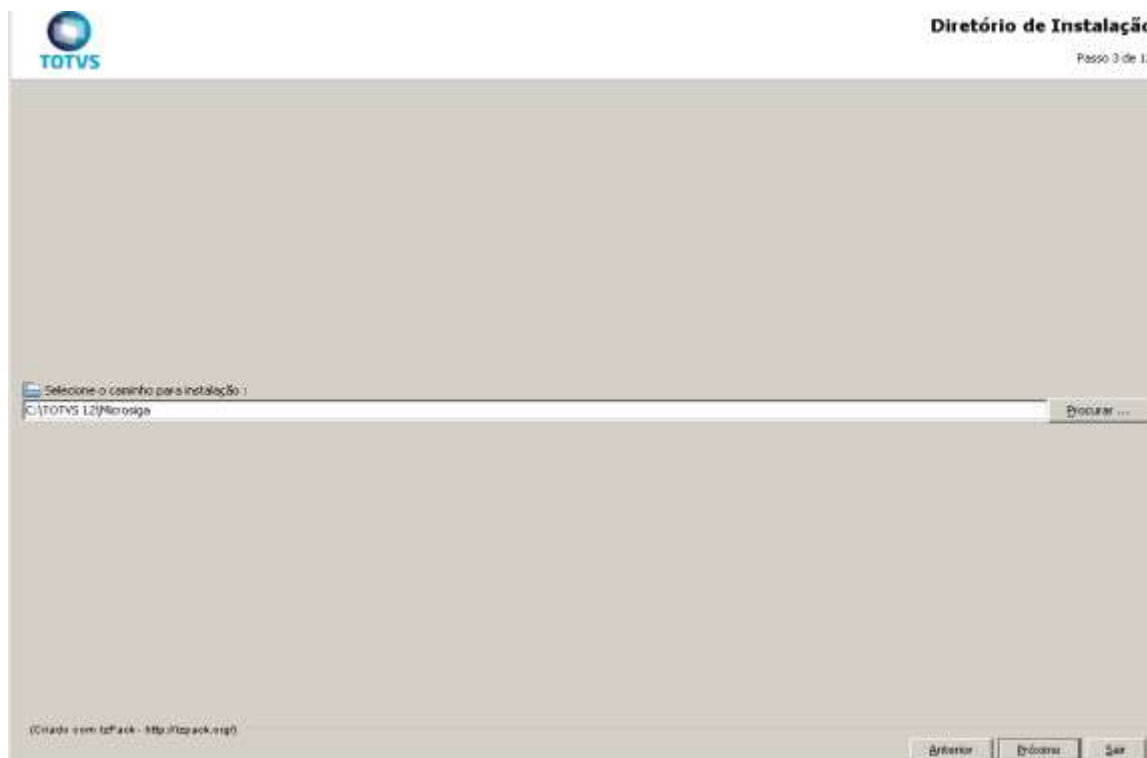 TOTVS
Diretório de Instalação
Passo 3 de 1
Selecione o caminho para instalação :
C:\TOTVS 12\Microsiga
Procurar ...
(Criado com IzPack - http://izpack.org/)
Anterior
Próximo
Sair